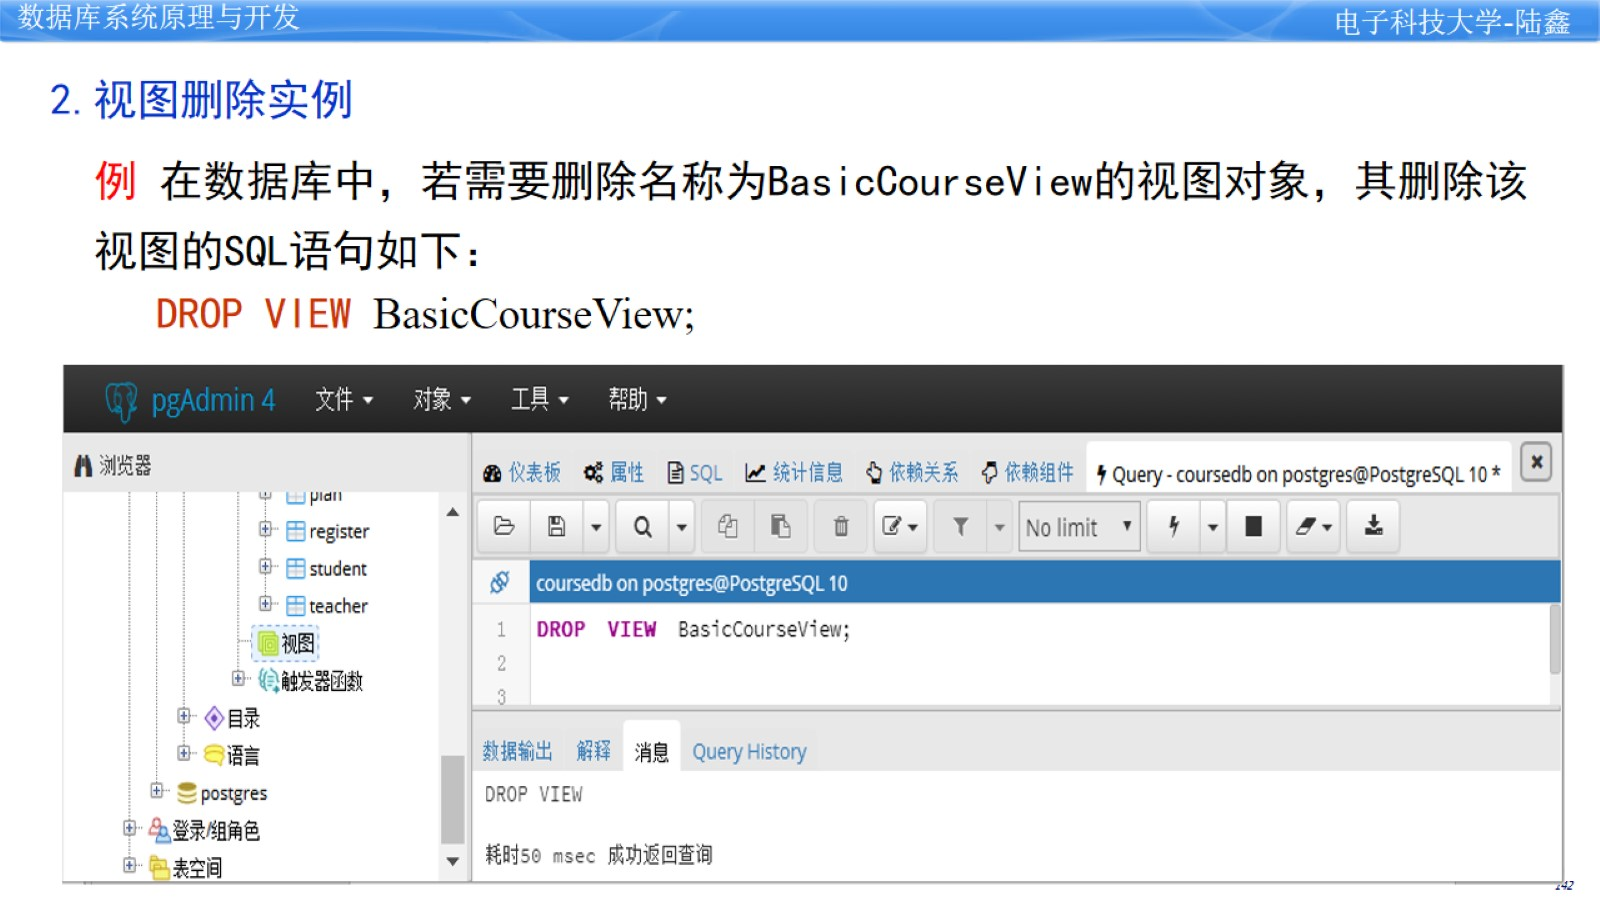 数据库系统原理与开发
电子科技大学-陆鑫
2.视图删除实例
例 在数据库中，若需要删除名称为BasicCourseView的视图对象，其删除该
视图的SQL语句如下：
DROP VIEW BasicCourseView;
pgAdmin 4 文件 对象 工具 帮助
浏览器
plan
register
student
teacher
视图
触发器函数
目录
语言
postgres
登录/组角色
表空间
仪表板 属性 SQL 统计信息 依赖关系 依赖组件 Query - coursedb on postgres@PostgreSQL 10 *
No limit
coursedb on postgres@PostgreSQL 10
1 DROP VIEW BasicCourseView;
2
3
数据输出 解释 消息 Query History
DROP VIEW
耗时50 msec 成功返回查询
142